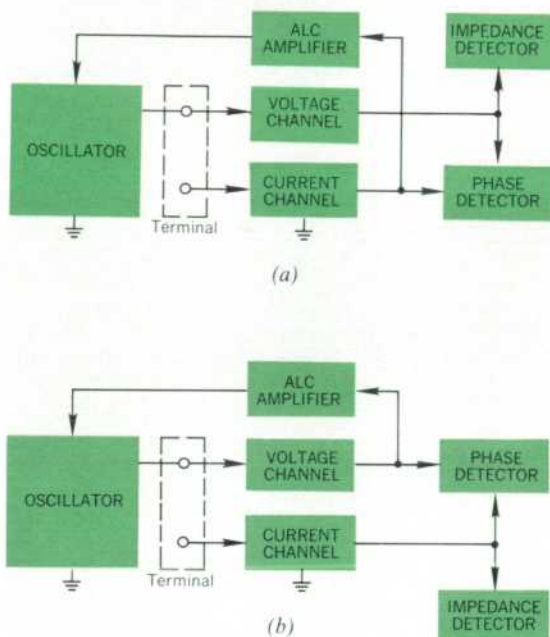 ALC
AMPLIFIER
IMPEDANCE
DETECTOR
OSCILLATOR
VOLTAGE
CHANNEL
CURRENT
CHANNEL
PHASE
DETECTOR
Terminal
(a)
ALC
AMPLIFIER
OSCILLATOR
VOLTAGE
CHANNEL
PHASE
DETECTOR
CURRENT
CHANNEL
Terminal
IMPEDANCE
DETECTOR
(b)